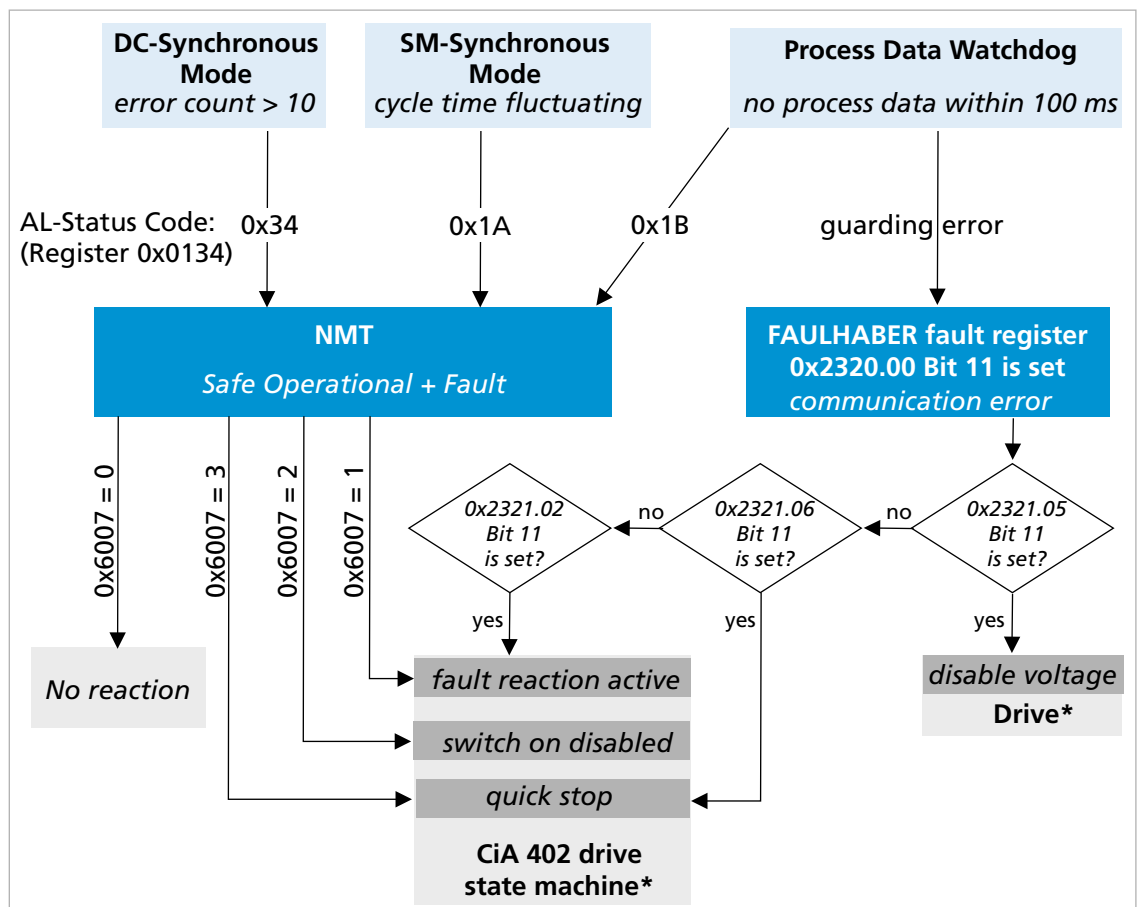 DC-Synchronous
Mode
error count > 10
SM-Synchronous
Mode
cycle time fluctuating
Process Data Watchdog
no process data within 100 ms
AL-Status Code:
(Register 0x0134)
0x34
0x1A
0x1B
guarding error
NMT
Safe Operational + Fault
FAULHABER fault register
0x2320.00 Bit 11 is set
communication error
0x6007 = 0
0x6007 = 3
0x6007 = 2
0x6007 = 1
0x2321.02
Bit 11
is set?
no
0x2321.06
Bit 11
is set?
no
0x2321.05
Bit 11
is set?
yes
yes
yes
No reaction
fault reaction active
switch on disabled
quick stop
CiA 402 drive
state machine*
disable voltage
Drive*